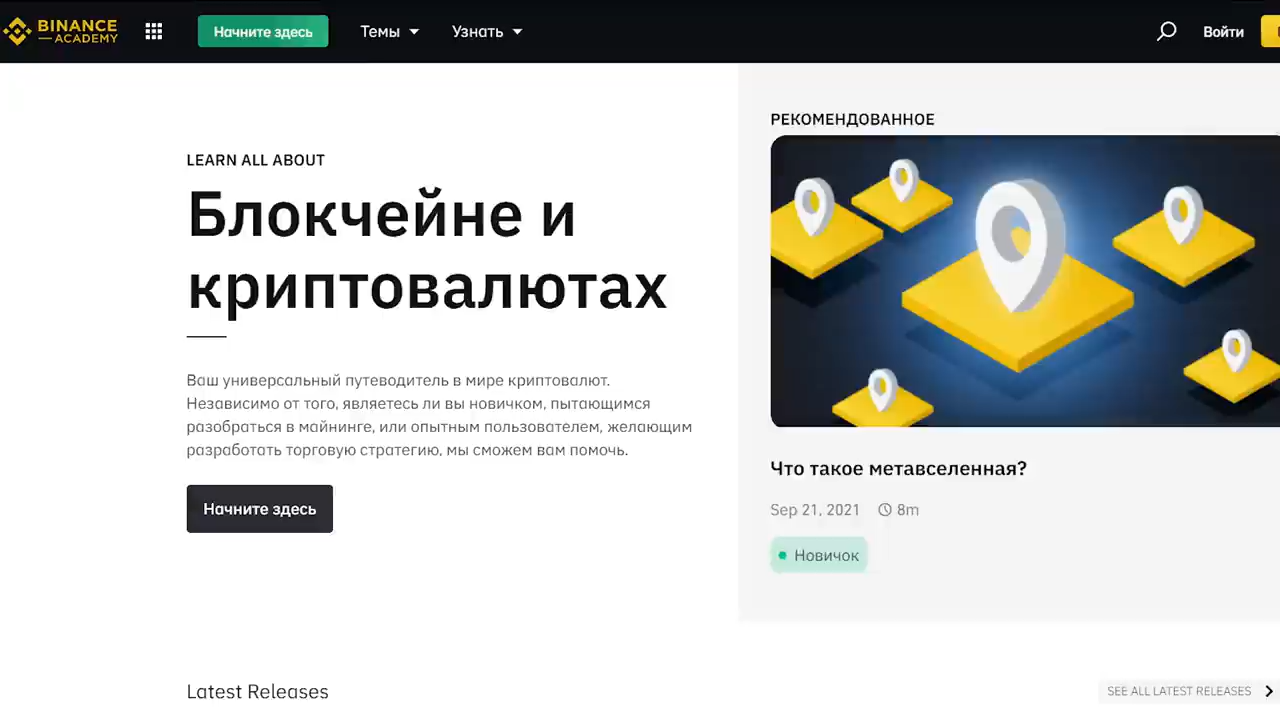 BINANCE
ACADEMY
Начните здесь
Темы
Узнать
Войти
LEARN ALL ABOUT
Блокчейне и
криптовалютах
Ваш универсальный путеводитель в мире криптовалют.
Независимо от того, являетесь ли вы новичком, пытающимся
разобраться в майнинге, или опытным пользователем, желающим
разработать торговую стратегию, мы сможем вам помочь.
Начните здесь
РЕКОМЕНДОВАННОЕ
Что такое метавселенная?
Sep 21, 2021 8m
Новичок
Latest Releases
SEE ALL LATEST RELEASES